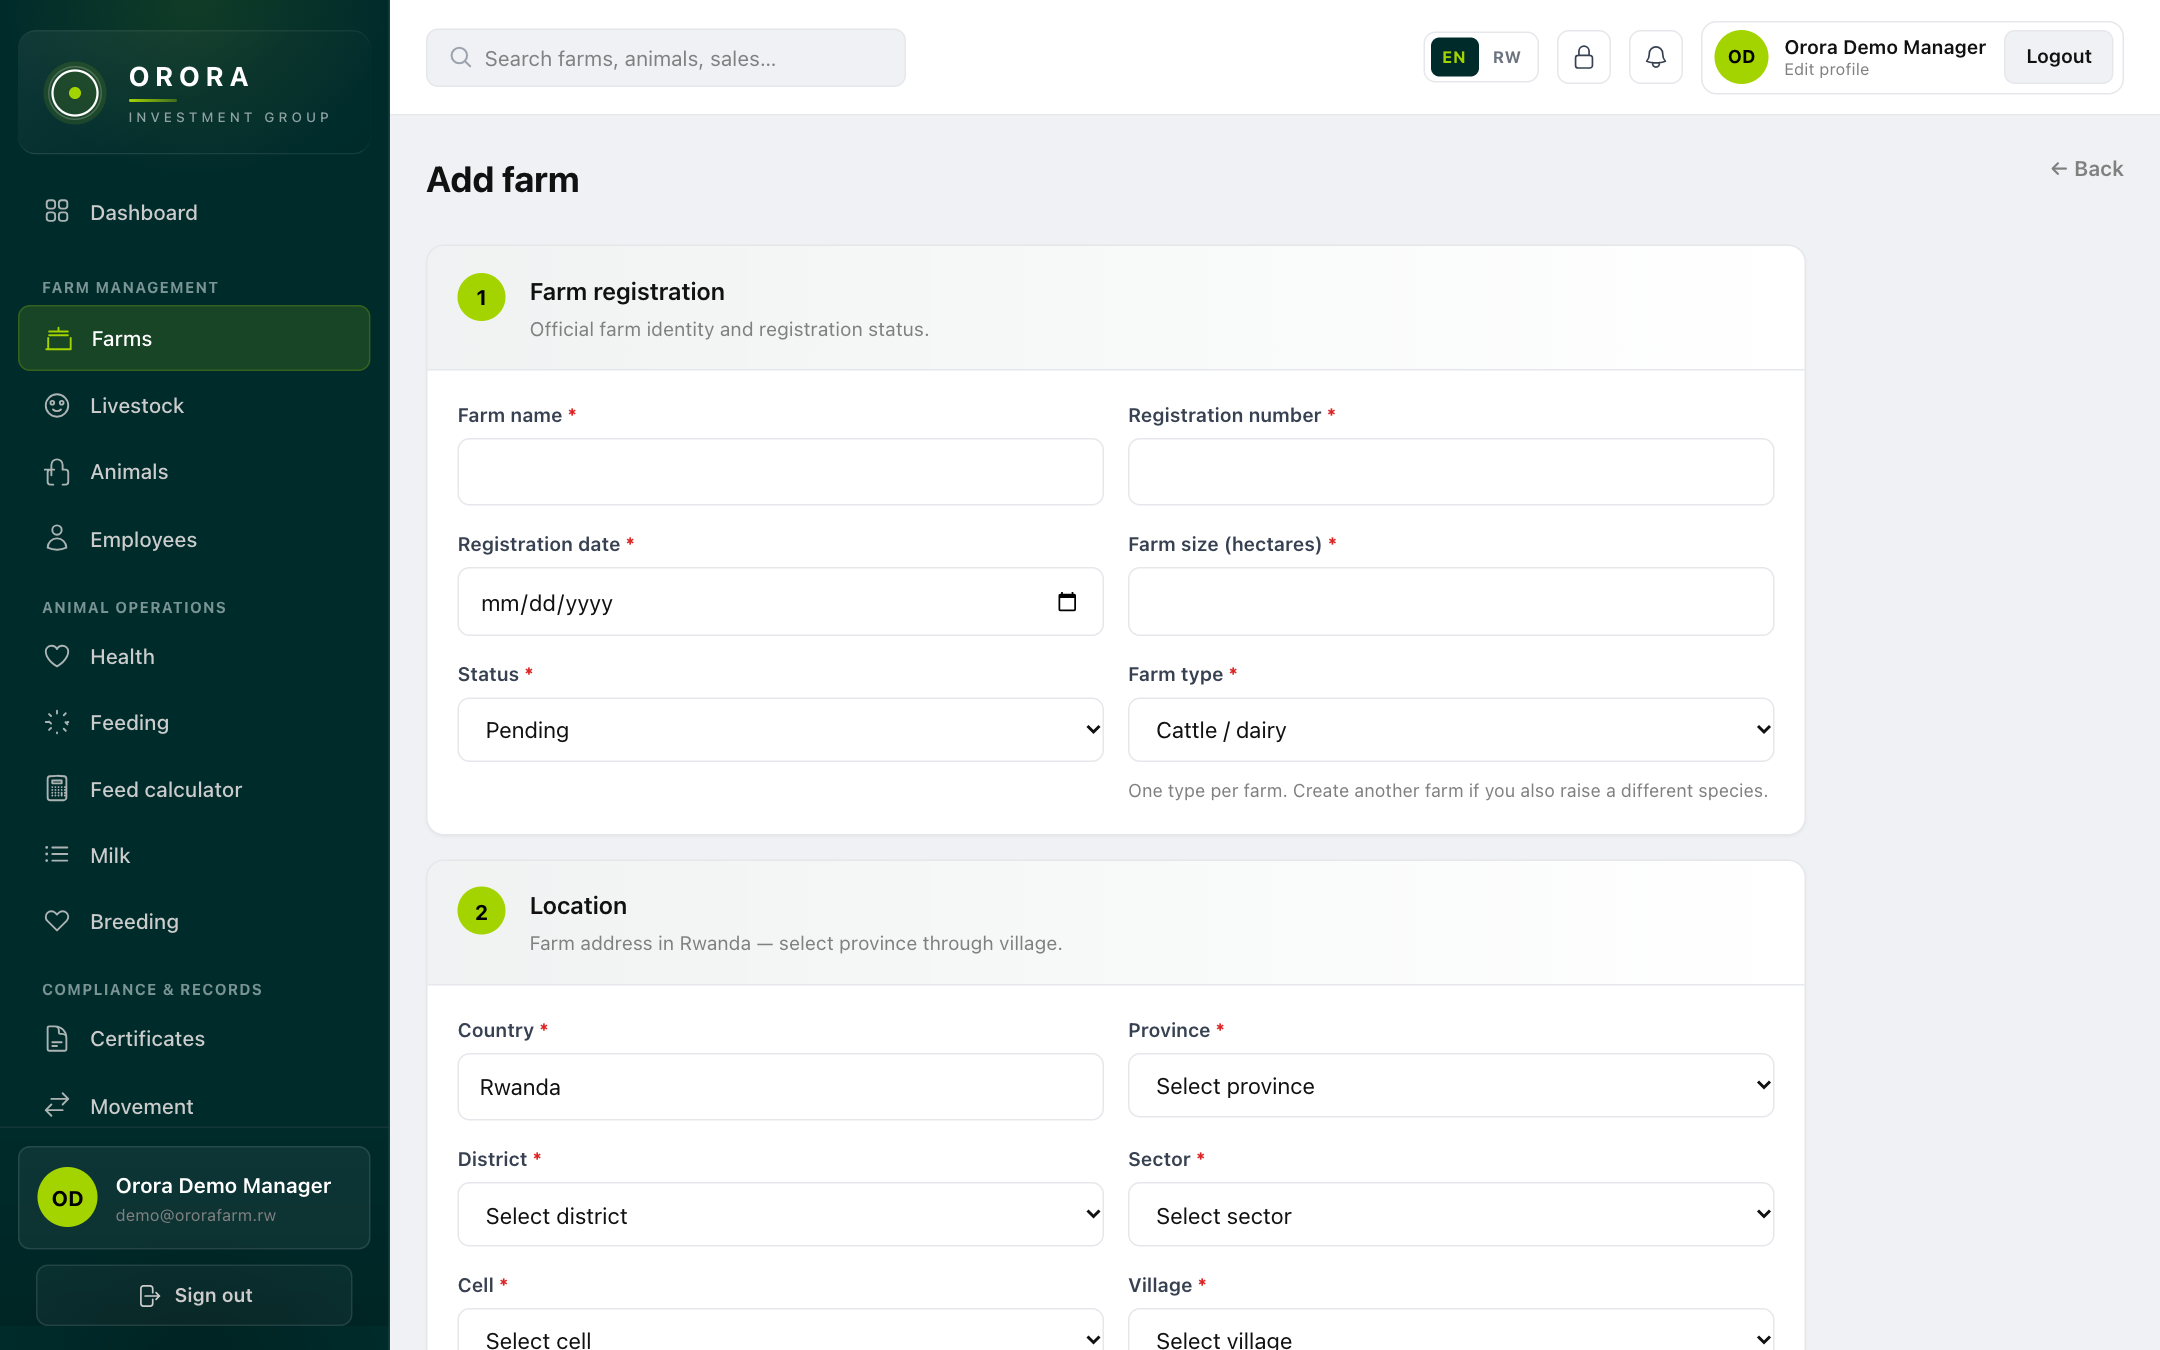 ORORA
INVESTMENT GROUP
Dashboard
FARM MANAGEMENT
Farms
Livestock
Animals
Employees
ANIMAL OPERATIONS
Health
Feeding
Feed calculator
Milk
Breeding
COMPLIANCE & RECORDS
Certificates
Movement
OD
Orora Demo Manager
demo@ororafarm.rw
Sign out
Search farms, animals, sales...
EN RW
OD
Orora Demo Manager
Edit profile
Logout
Add farm
← Back
1
Farm registration
Official farm identity and registration status.
Farm name *
Registration number *
Registration date *
Farm size (hectares) *
mm/dd/yyyy
Status *
Farm type *
Pending
Cattle / dairy
One type per farm. Create another farm if you also raise a different species.
2
Location
Farm address in Rwanda — select province through village.
Country *
Province *
Rwanda
Select province
District *
Sector *
Select district
Select sector
Cell *
Village *
Select cell
Select village